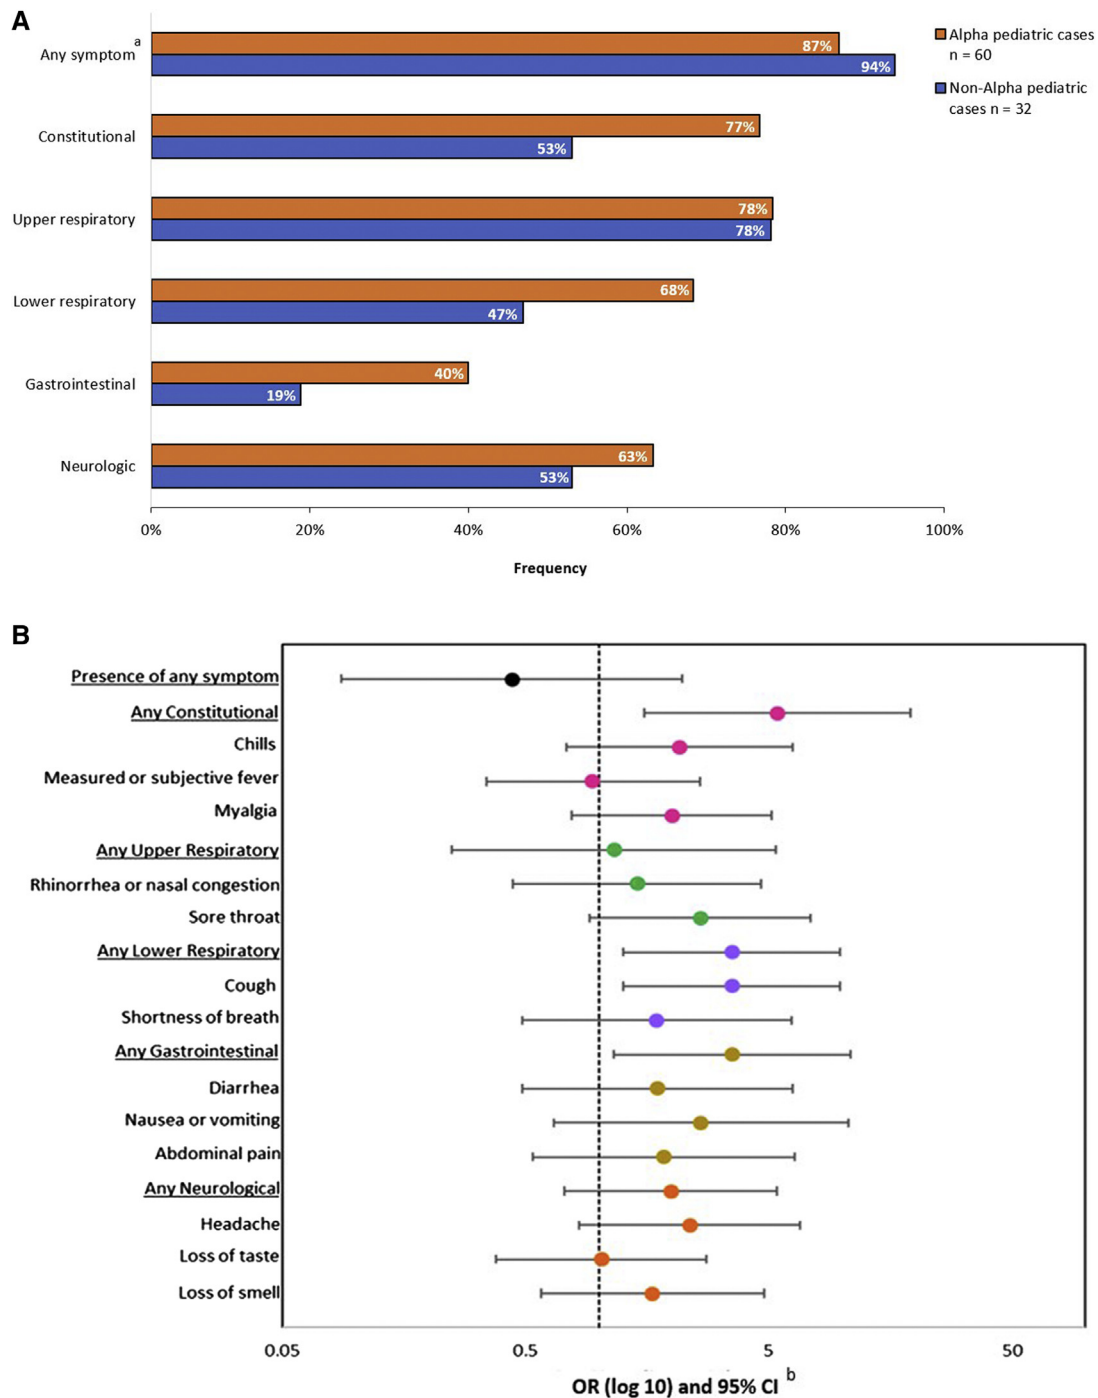 A
Any symptom a
Constitutional
Upper respiratory
Lower respiratory
Gastrointestinal
Neurologic
87%
94%
77%
53%
78%
78%
68%
47%
40%
19%
63%
53%
0% 20% 40% 60% 80% 100%
Frequency
Alpha pediatric cases
n = 60
Non-Alpha pediatric
cases n = 32
B
Presence of any symptom
Any Constitutional
Chills
Measured or subjective fever
Myalgia
Any Upper Respiratory
Rhinorrhea or nasal congestion
Sore throat
Any Lower Respiratory
Cough
Shortness of breath
Any Gastrointestinal
Diarrhea
Nausea or vomiting
Abdominal pain
Any Neurological
Headache
Loss of taste
Loss of smell
0.05 0.5 5 50
OR (log 10) and 95% CI b